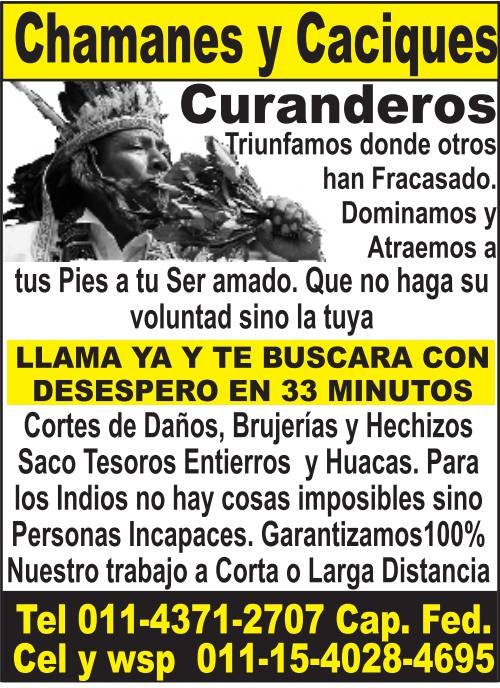 Chamanes y Caciques
Curanderos
Triunfamos donde otros
han Fracasado.
Dominamos y
Atraemos a
tus Pies a tu Ser amado. Que no haga su
voluntad sino la tuya
LLAMA YA Y TE BUSCARA CON
DESESPERO EN 33 MINUTOS
Cortes de Daños, Brujerías y Hechizos
Saco Tesoros Entierros y Huacas. Para
los Indios no hay cosas imposibles sino
Personas Incapaces. Garantizamos100%
Nuestro trabajo a Corta o Larga Distancia
Tel 011-4371-2707 Cap. Fed.
Cel y wsp 011-15-4028-4695